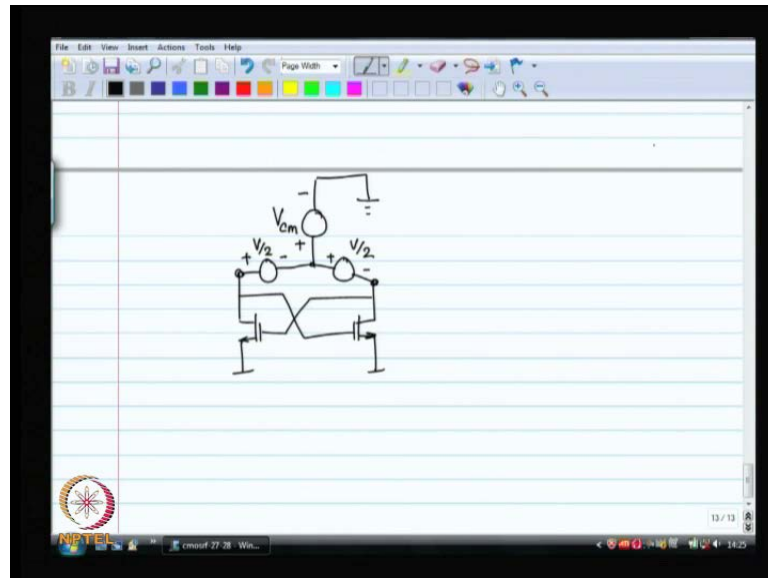 File Edit View Insert Actions Tools Help
Page Width
B I
-
Vcm
+
V/2
V/2
+ - + -
13 / 13
NPTEL
cmosrf-27-28 - Win...
14:25